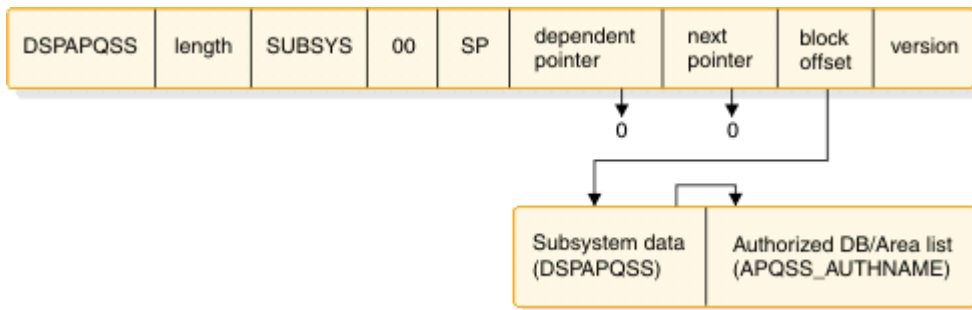 DSPAPQSS length SUBSYS 00 SP dependent pointer next pointer block offset version
0 0
Subsystem data Authorized DB/Area list
(DSPAPQSS) (APQSS_AUTHNAME)